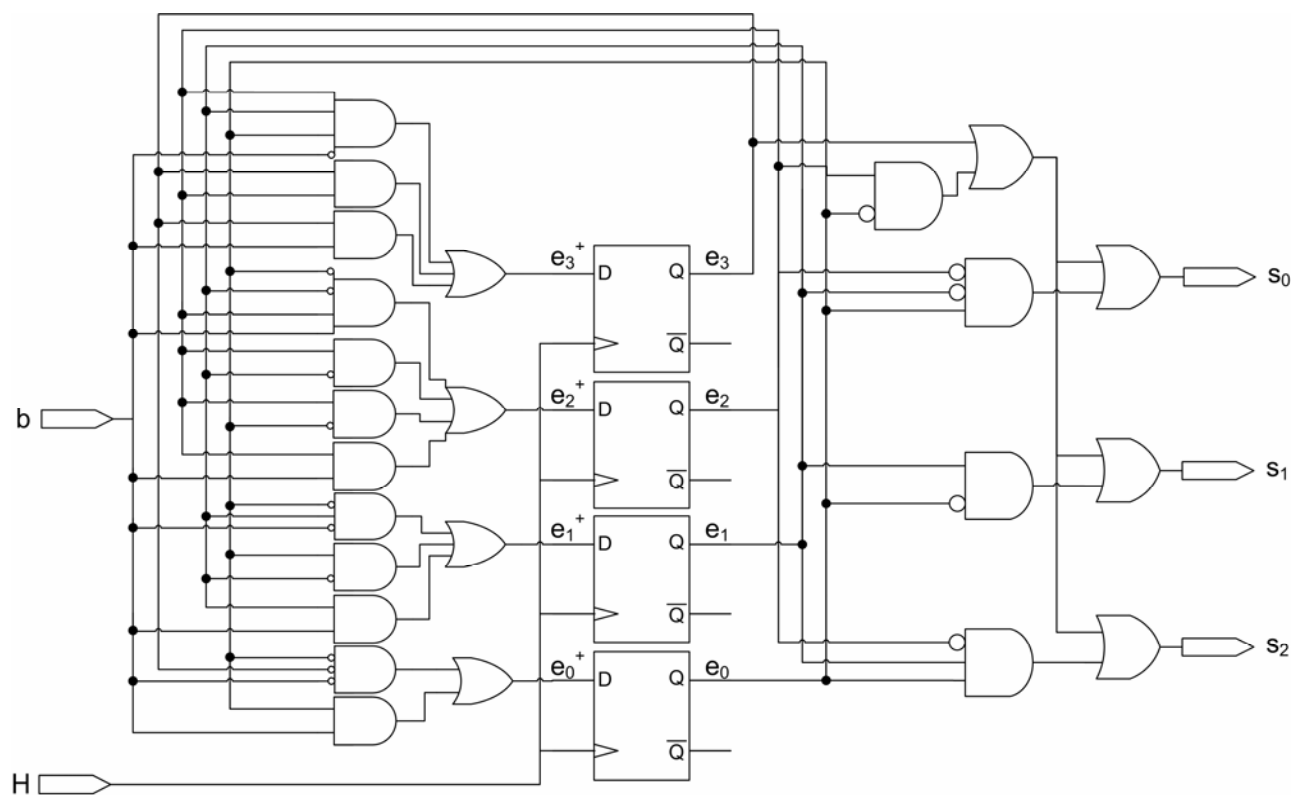 e₃⁺
D
Q
e₃
Q̅
s₀
b
e₂⁺
D
Q
e₂
Q̅
s₁
e₁⁺
D
Q
e₁
Q̅
s₂
e₀⁺
D
Q
e₀
Q̅
H